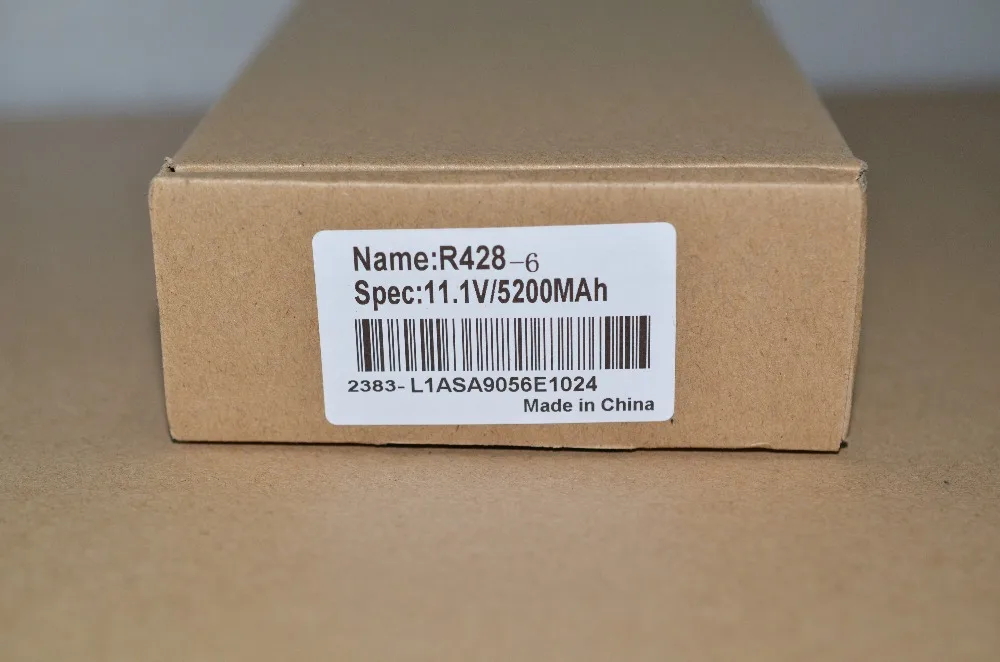 Name:R428-6
Spec:11.1V/5200MAh
2383-L1ASA9056E1024
Made in China